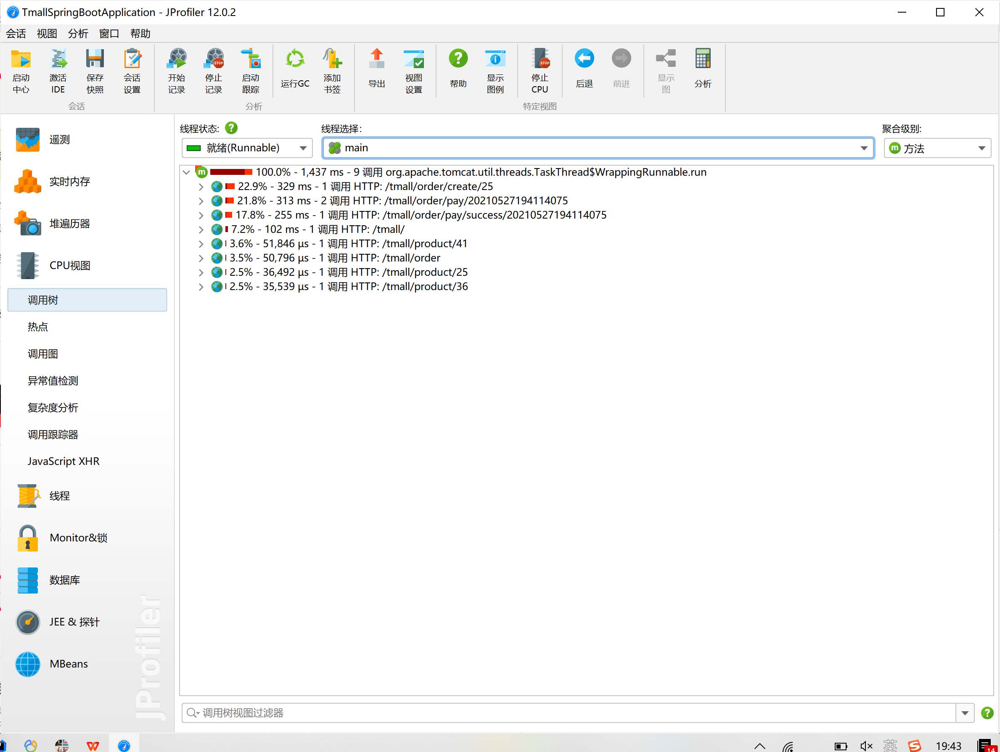 TmallSpringBootApplication - JProfiler 12.0.2
会话 视图 分析 窗口 帮助
启动中心 激活IDE 保存快照 会话设置 开始记录 停止记录 启动跟踪 运行GC 添加书签 导出 视图设置 帮助 显示图例 停止CPU 后退 前进 显示图 分析
STOP STOP
会话 分析 特定视图
线程状态: 线程选择: 聚合级别:
就绪(Runnable) main m 方法
遥测
实时内存
堆遍历器
CPU视图
调用树
热点
调用图
异常值检测
复杂度分析
调用跟踪器
JavaScript XHR
线程
Monitor&锁
数据库
JEE & 探针
MBeans
JProfiler
m 100.0% - 1,437 ms - 9 调用 org.apache.tomcat.util.threads.TaskThread$WrappingRunnable.run
22.9% - 329 ms - 1 调用 HTTP: /tmall/order/create/25
21.8% - 313 ms - 2 调用 HTTP: /tmall/order/pay/20210527194114075
17.8% - 255 ms - 1 调用 HTTP: /tmall/order/pay/success/20210527194114075
7.2% - 102 ms - 1 调用 HTTP: /tmall/
3.6% - 51,846 µs - 1 调用 HTTP: /tmall/product/41
3.5% - 50,796 µs - 1 调用 HTTP: /tmall/order
2.5% - 36,492 µs - 1 调用 HTTP: /tmall/product/25
2.5% - 35,539 µs - 1 调用 HTTP: /tmall/product/36
调用树视图过滤器
英 19:43 14